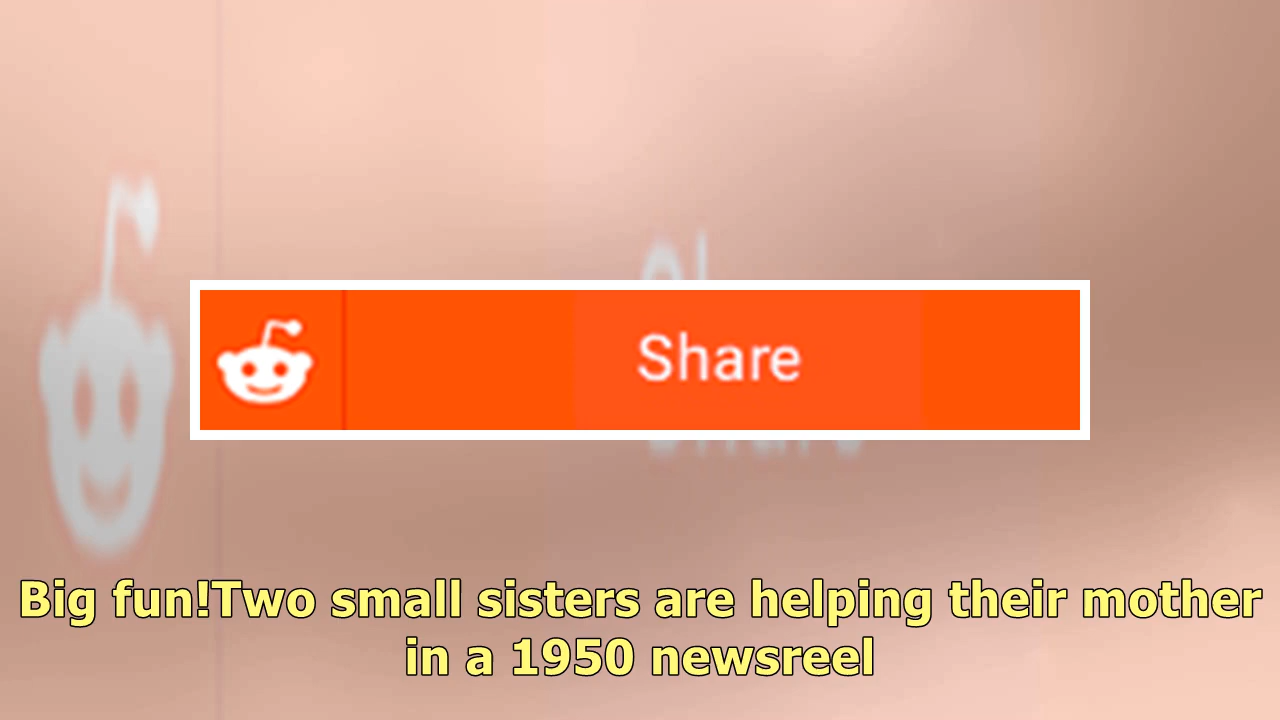 Share
Big fun!Two small sisters are helping their mother
in a 1950 newsreel